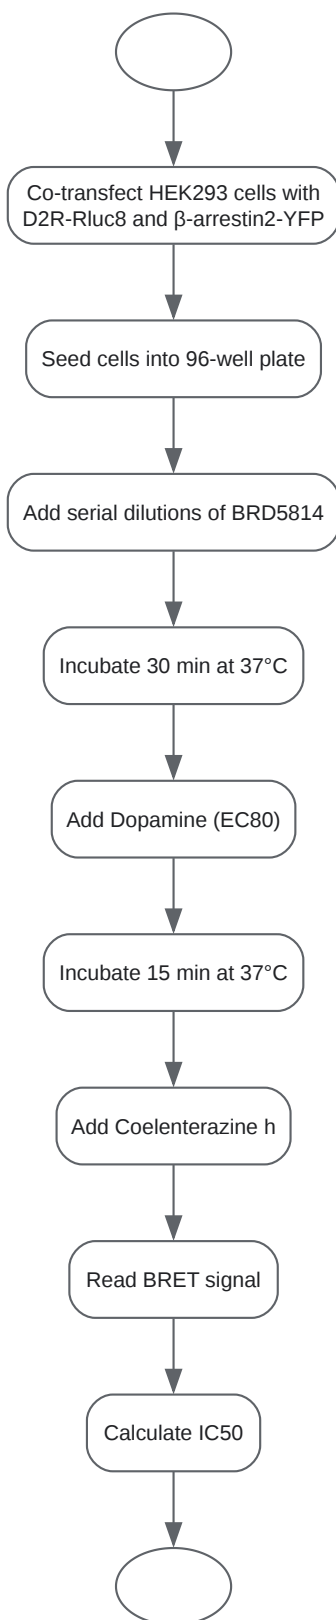 Co-transfect HEK293 cells with
D2R-Rluc8 and β-arrestin2-YFP
Seed cells into 96-well plate
Add serial dilutions of BRD5814
Incubate 30 min at 37°C
Add Dopamine (EC80)
Incubate 15 min at 37°C
Add Coelenterazine h
Read BRET signal
Calculate IC50